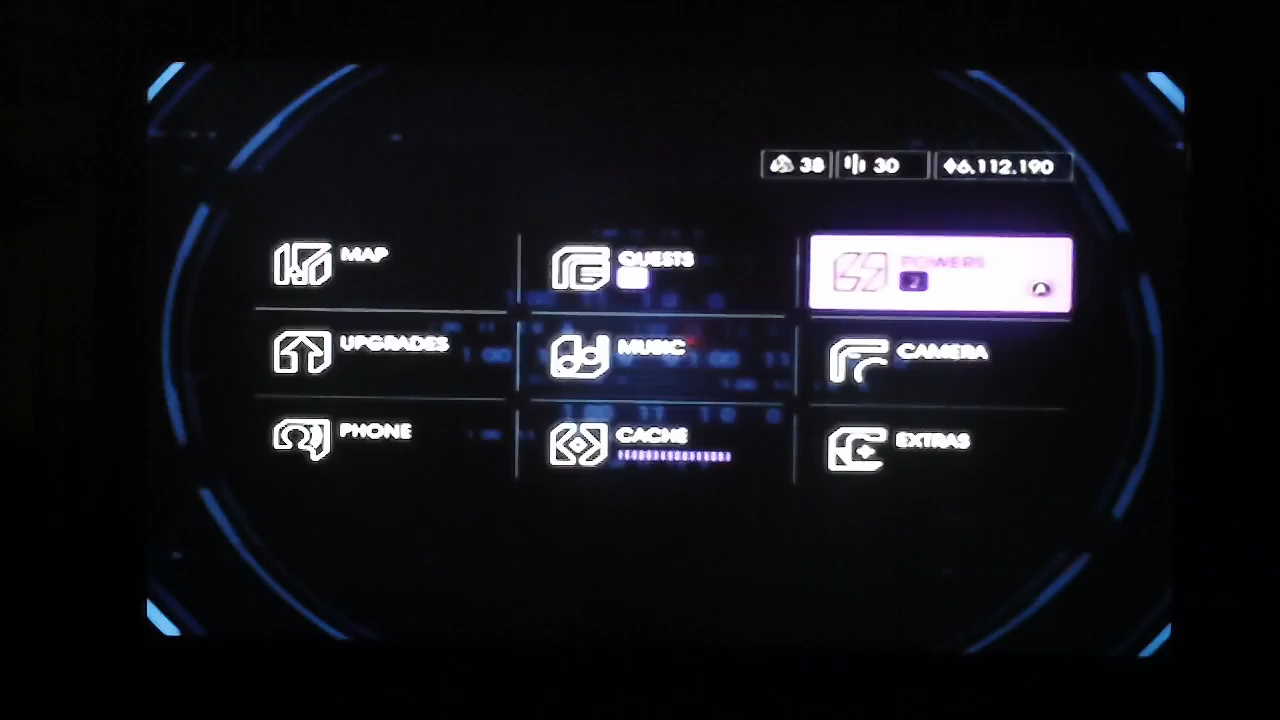 38 30 6.112.190
MAP QUESTS POWERS
2
UPGRADES MUSIC CAMERA
PHONE CACHE EXTRAS